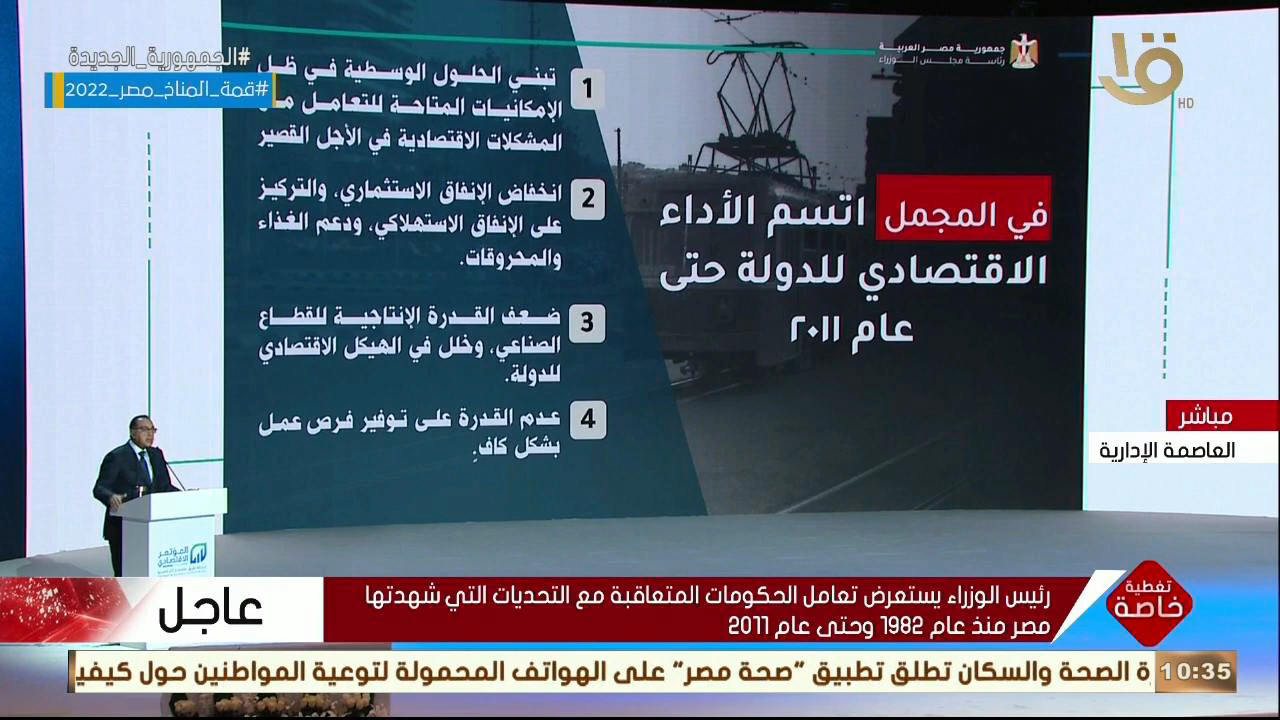 #الجمهورية_الجديدة
#قمة_المناخ_مصر_2022
جمهورية مصر العربية
رئاسة مجلس الوزراء
HD
في المجمل اتسم الأداء
الاقتصادي للدولة حتى
عام ٢٠١١
1 تبني الحلول الوسطية في ظل
الإمكانيات المتاحة للتعامل مع
المشكلات الاقتصادية في الأجل القصير
2 انخفاض الإنفاق الاستثماري، والتركيز
على الإنفاق الاستهلاكي، ودعم الغذاء
والمحروقات.
3 ضعف القدرة الإنتاجية للقطاع
الصناعي، وخلل في الهيكل الاقتصادي
للدولة.
4 عدم القدرة على توفير فرص عمل
بشكل كافٍ
مباشر
العاصمة الإدارية
المؤتمر
الاقتصادي
تغطية
خاصة
رئيس الوزراء يستعرض تعامل الحكومات المتعاقبة مع التحديات التي شهدتها
مصر منذ عام 1982 وحتى عام 2011
عاجل
10:35
ة الصحة والسكان تطلق تطبيق "صحة مصر" على الهواتف المحمولة لتوعية المواطنين حول كيفي